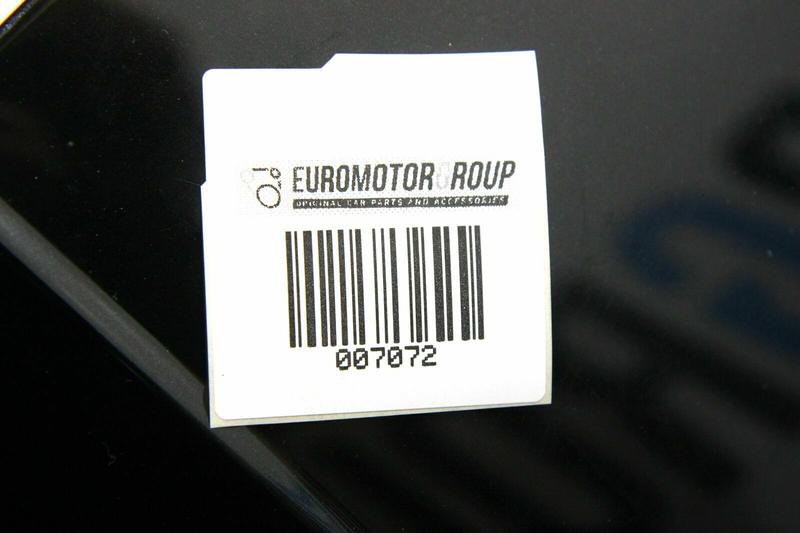 EUROMOTORGROUP
ORIGINAL CAR PARTS AND ACCESSORIES
007072